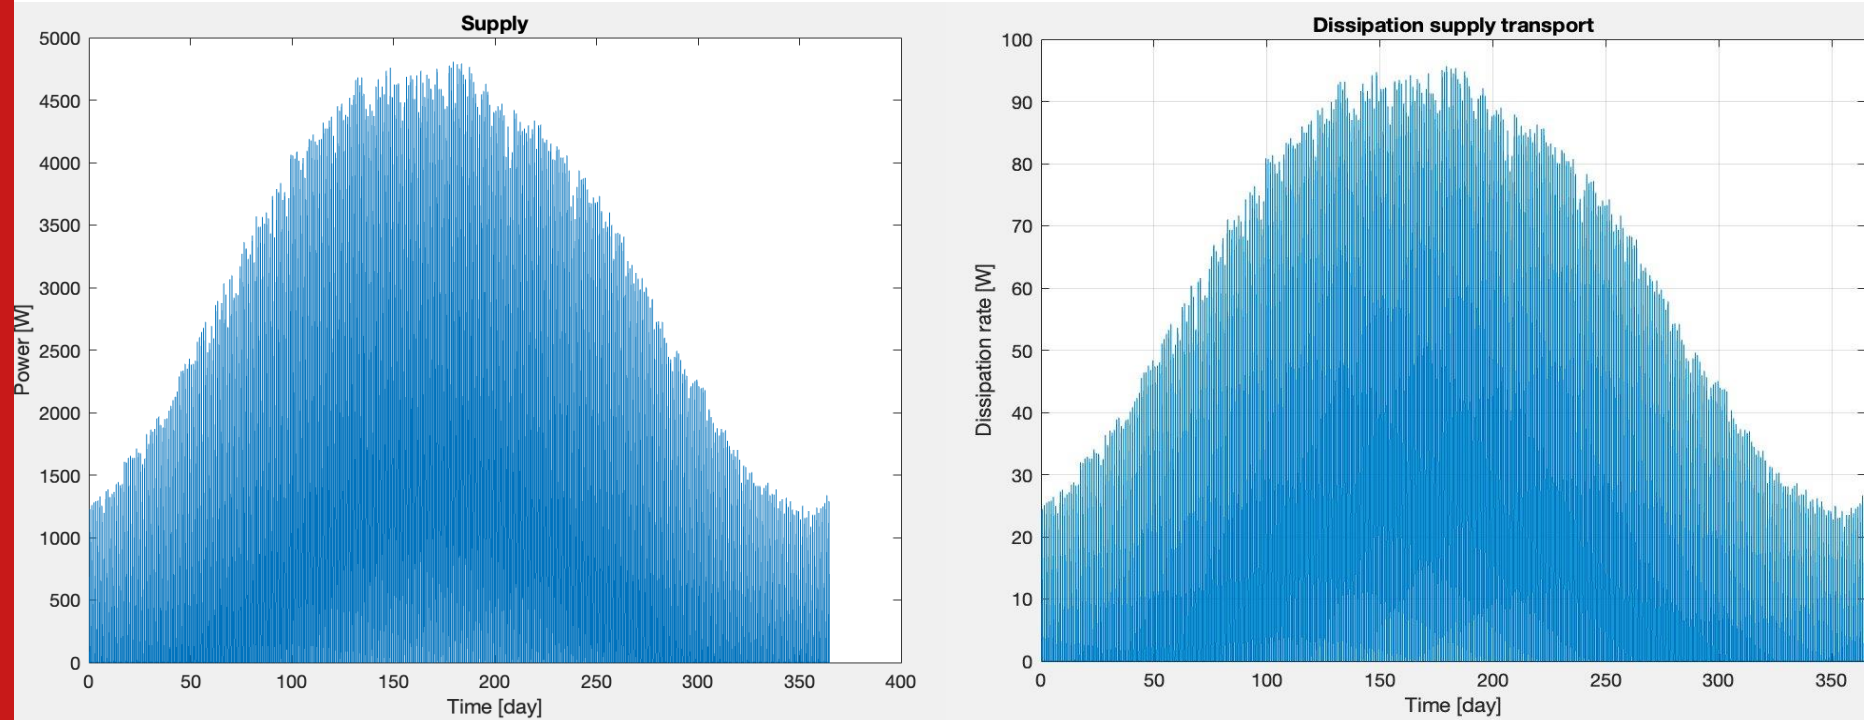 Supply
5000
4500
4000
3500
3000
2500
2000
1500
1000
500
0
Power [W]
0 50 100 150 200 250 300 350 400
Time [day]
Dissipation supply transport
100
90
80
70
60
50
40
30
20
10
0
Dissipation rate [W]
0 50 100 150 200 250 300 350
Time [day]